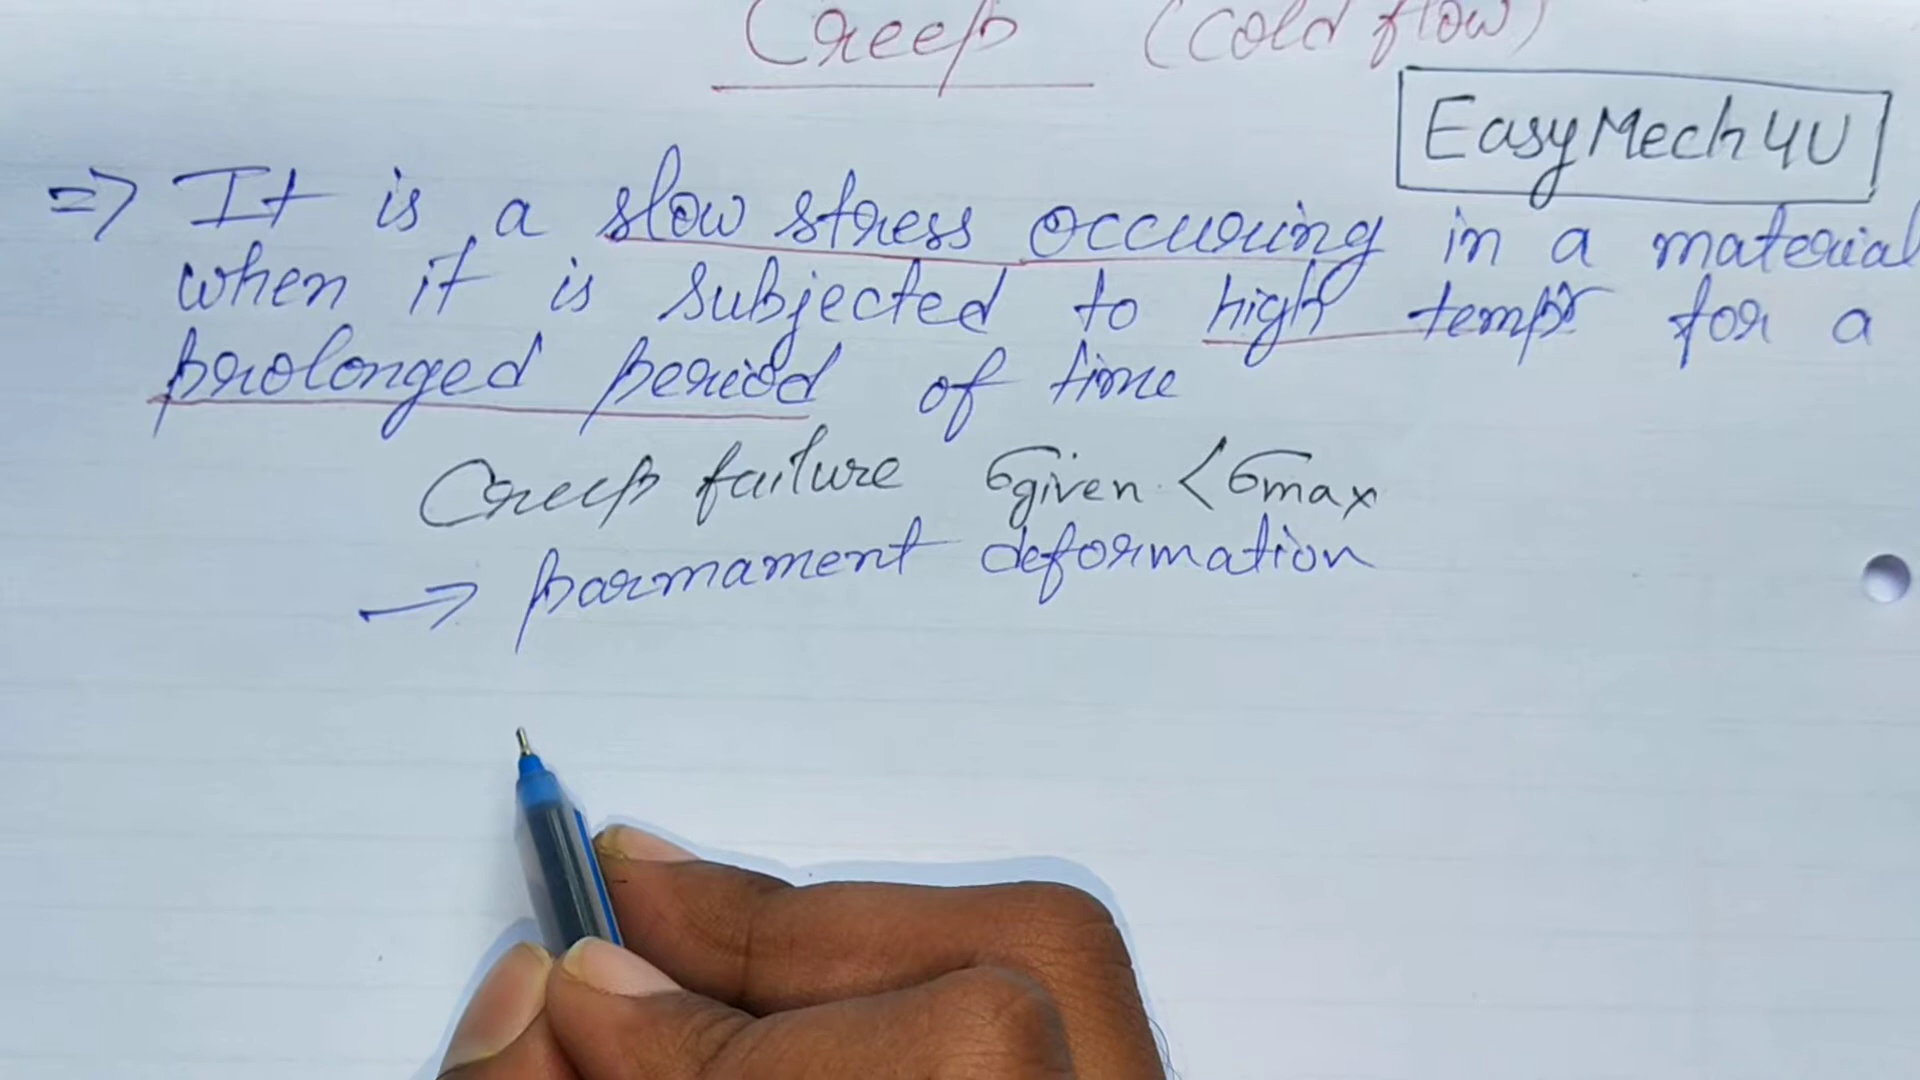 Creep (cold flow)
EasyMech4U
=> It is a slow stress occuring in a material
when it is subjected to high tempr for a
prolonged period of time
Creep failure σgiven < σmax
→ parmament deformation